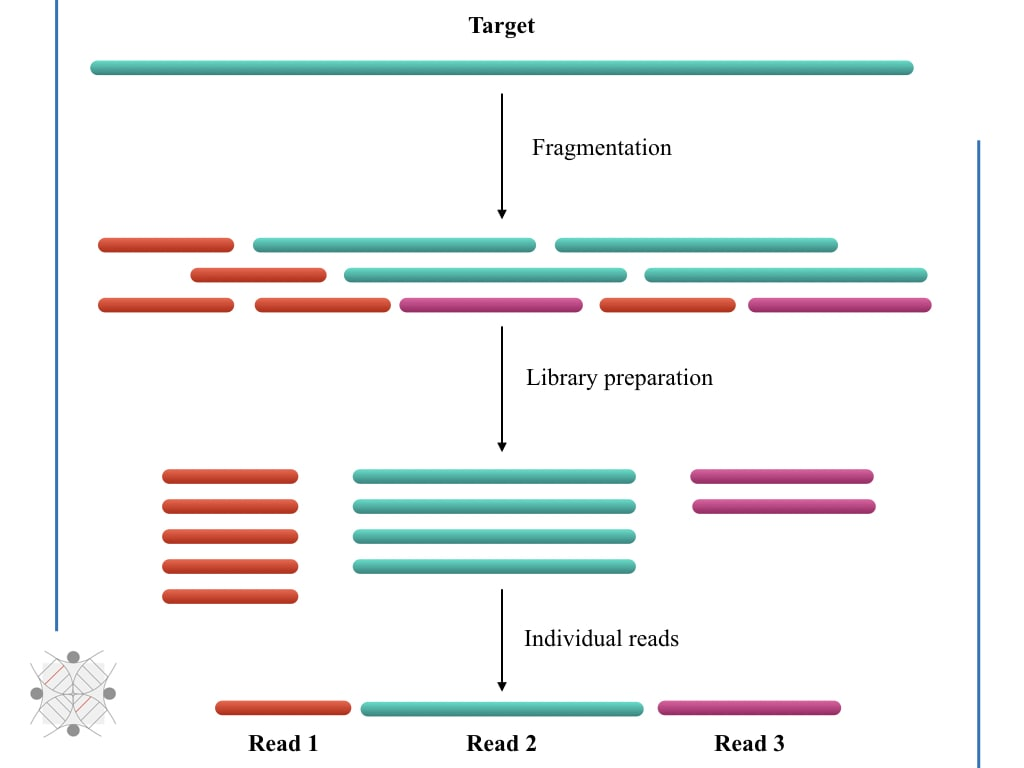 Target
Fragmentation
Library preparation
Individual reads
Read 1
Read 2
Read 3